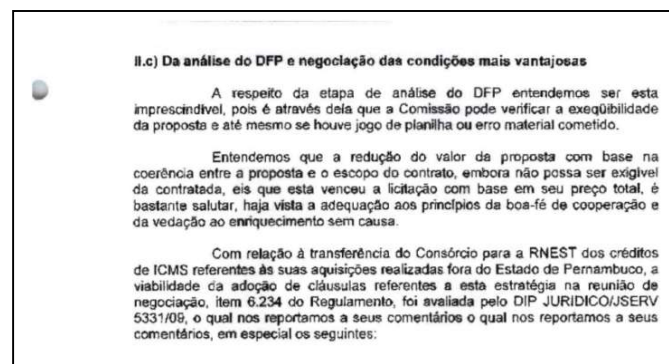 II.c) Da análise do DFP e negociação das condições mais vantajosas
A respeito da etapa de análise do DFP entendemos ser esta
imprescindível, pois é através dela que a Comissão pode verificar a exeqüibilidade
da proposta e até mesmo se houve jogo de planilha ou erro material cometido.
Entendemos que a redução do valor da proposta com base na
coerência entre a proposta e o escopo do contrato, embora não possa ser exigível
da contratada, eis que esta venceu a licitação com base em seu preço total, é
bastante salutar, haja vista a adequação aos princípios da boa-fé de cooperação e
da vedação ao enriquecimento sem causa.
Com relação à transferência do Consórcio para a RNEST dos créditos
de ICMS referentes às suas aquisições realizadas fora do Estado de Pernambuco, a
viabilidade da adoção de cláusulas referentes a esta estratégia na reunião de
negociação, item 6.234 do Regulamento, foi avaliada pelo DIP JURIDICO/JSERV
5331/09, o qual nos reportamos a seus comentários o qual nos reportamos a seus
comentários, em especial os seguintes: